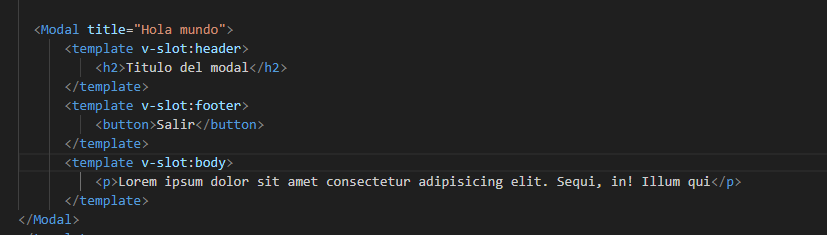 <Modal title="Hola mundo">
<template v-slot:header>
<h2>Titulo del modal</h2>
</template>
<template v-slot:footer>
<button>Salir</button>
</template>
<template v-slot:body>
<p>Lorem ipsum dolor sit amet consectetur adipisicing elit. Sequi, in! Illum qui</p>
</template>
</Modal>